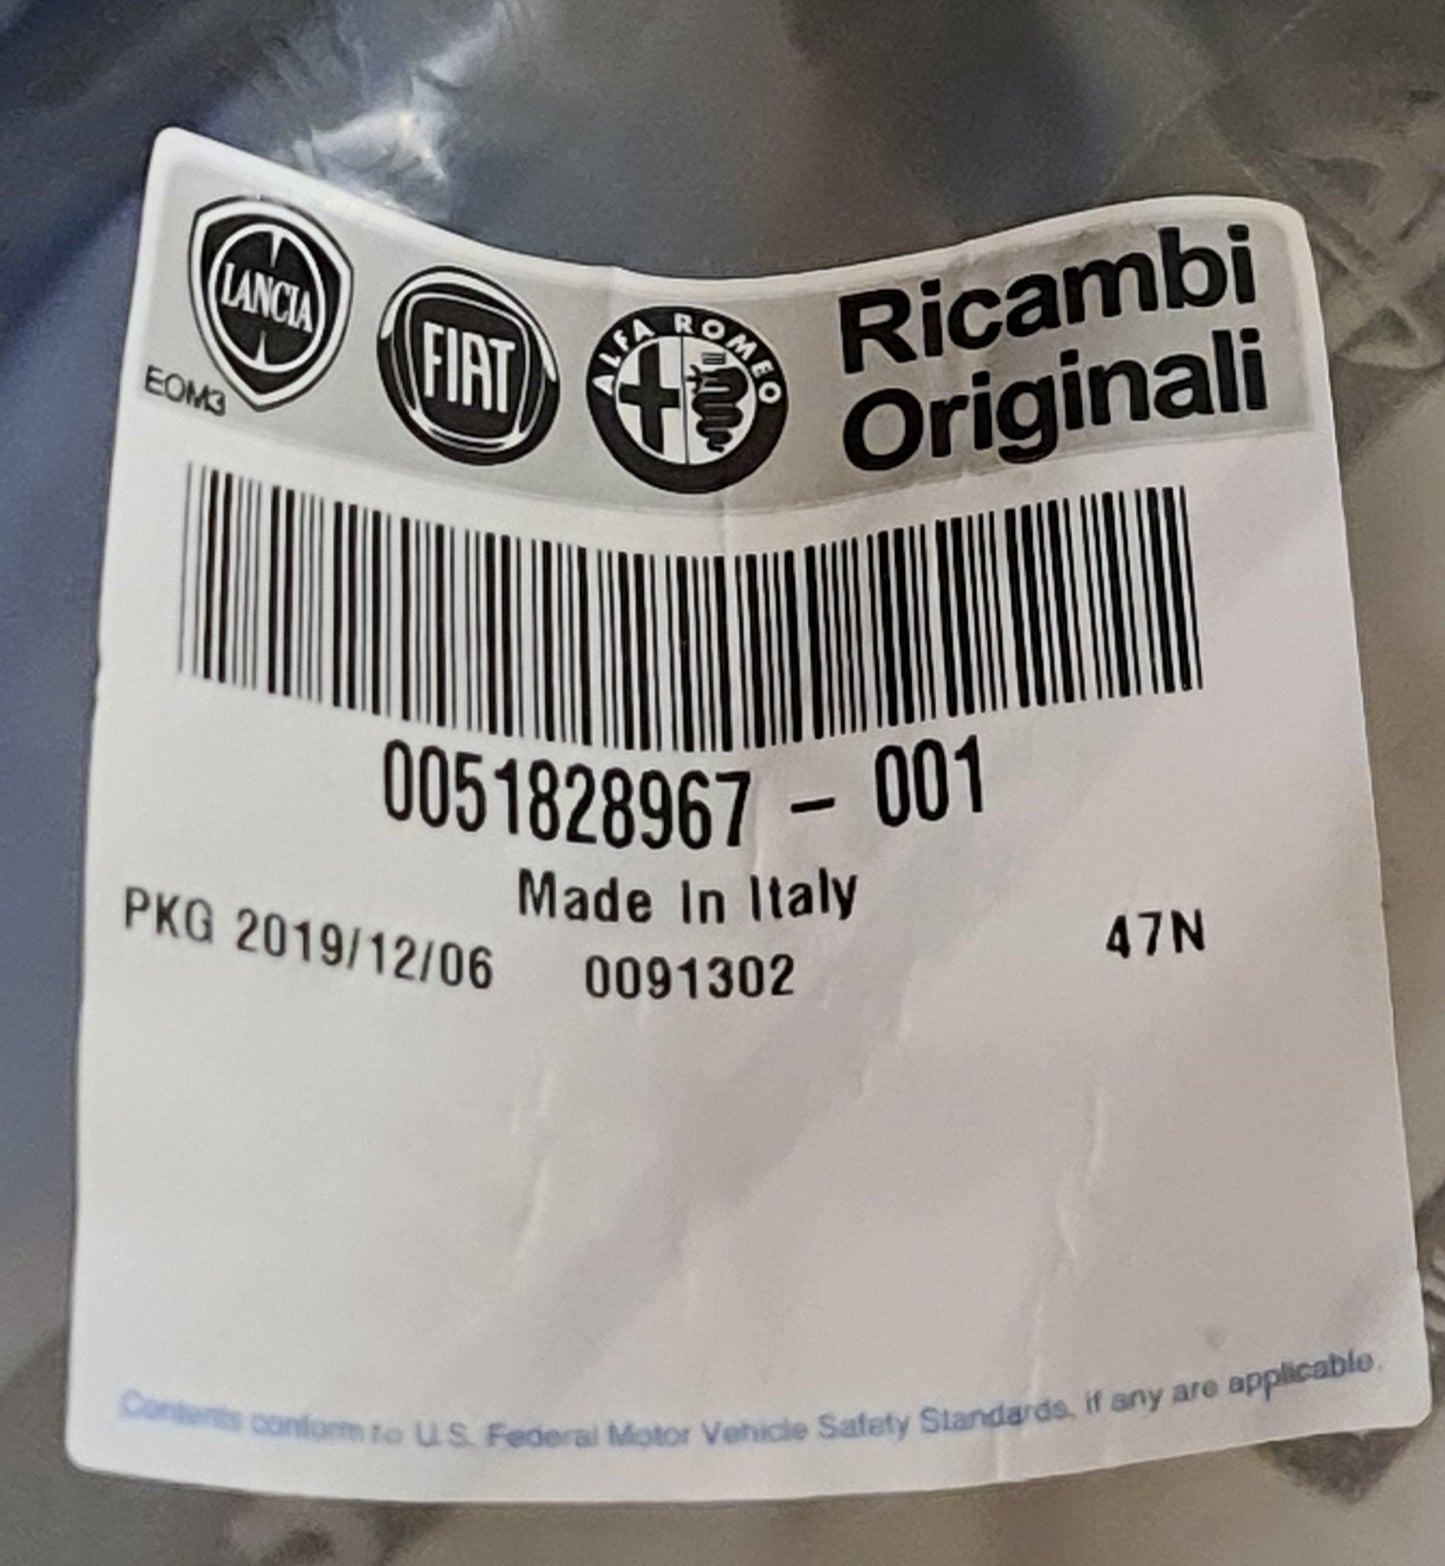 LANCIA
FIAT
ALFA ROMEO
Ricambi
Originali
EOM3
0051828967 – 001
Made In Italy
PKG 2019/12/06 0091302 47N
Contents conform to U.S. Federal Motor Vehicle Safety Standards, if any are applicable.